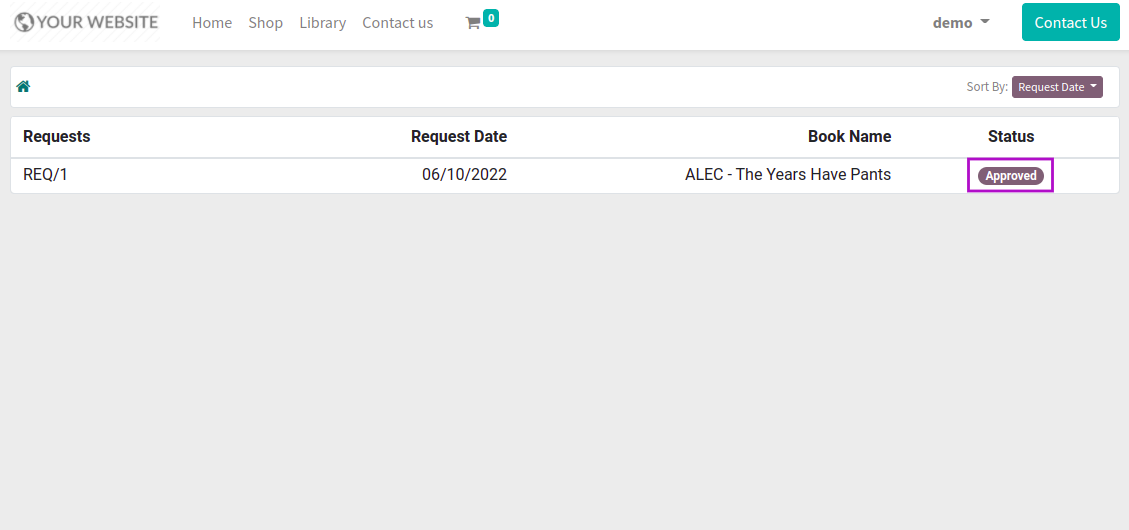 YOUR WEBSITE Home Shop Library Contact us 0 demo Contact Us
Sort By: Request Date
Requests Request Date Book Name Status
REQ/1 06/10/2022 ALEC - The Years Have Pants Approved